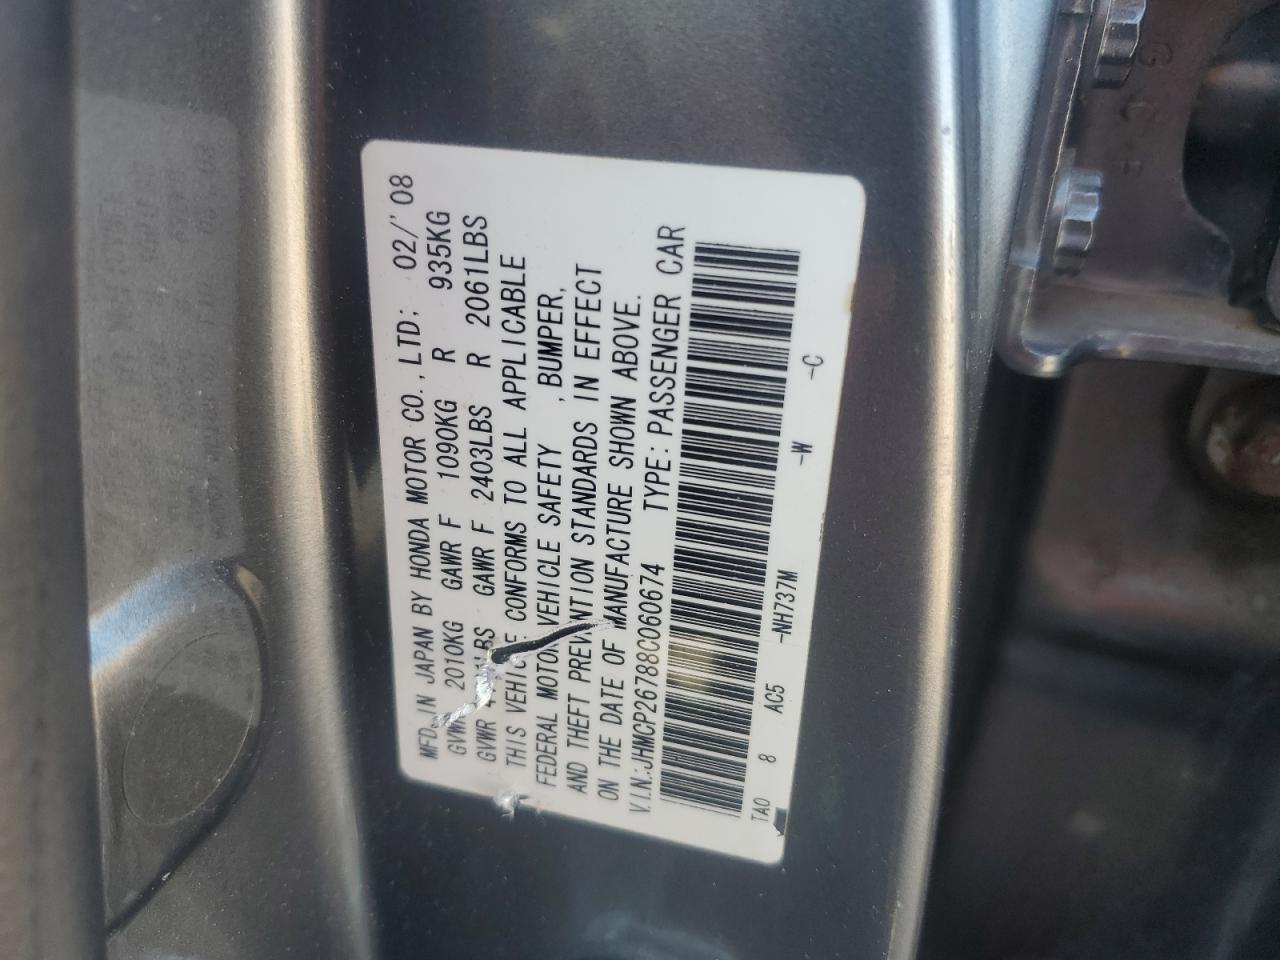 MFD. IN JAPAN BY HONDA MOTOR CO., LTD: 02/'08
GVWR 2010KG GAWR F 1090KG R 935KG
GVWR LBS GAWR F 2403LBS R 2061LBS
THIS VEHICLE CONFORMS TO ALL APPLICABLE
FEDERAL MOTOR VEHICLE SAFETY ,BUMPER,
AND THEFT PREVENTION STANDARDS IN EFFECT
ON THE DATE OF MANUFACTURE SHOWN ABOVE.
V.I.N.:JHMCP26788C060674 TYPE: PASSENGER CAR
TA0 8 AC5 -NH737M -W -C